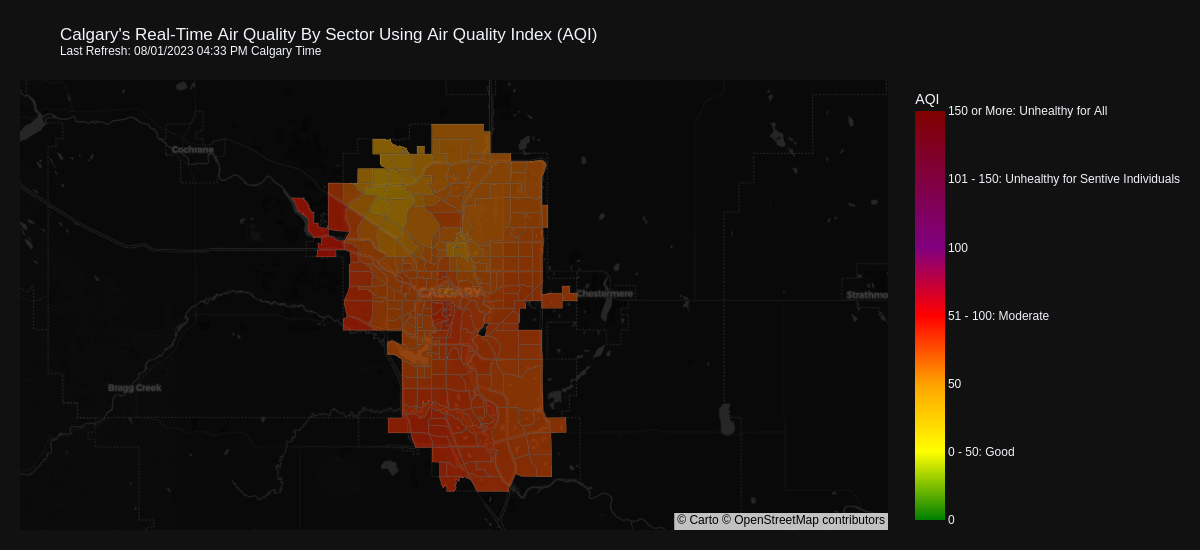 Calgary's Real-Time Air Quality By Sector Using Air Quality Index (AQI)
Last Refresh: 08/01/2023 04:33 PM Calgary Time
AQI
150 or More: Unhealthy for All
101 - 150: Unhealthy for Sentive Individuals
100
51 - 100: Moderate
50
0 - 50: Good
0
Cochrane
CALGARY
Chestermere
Strathmo
Bragg Creek
© Carto © OpenStreetMap contributors